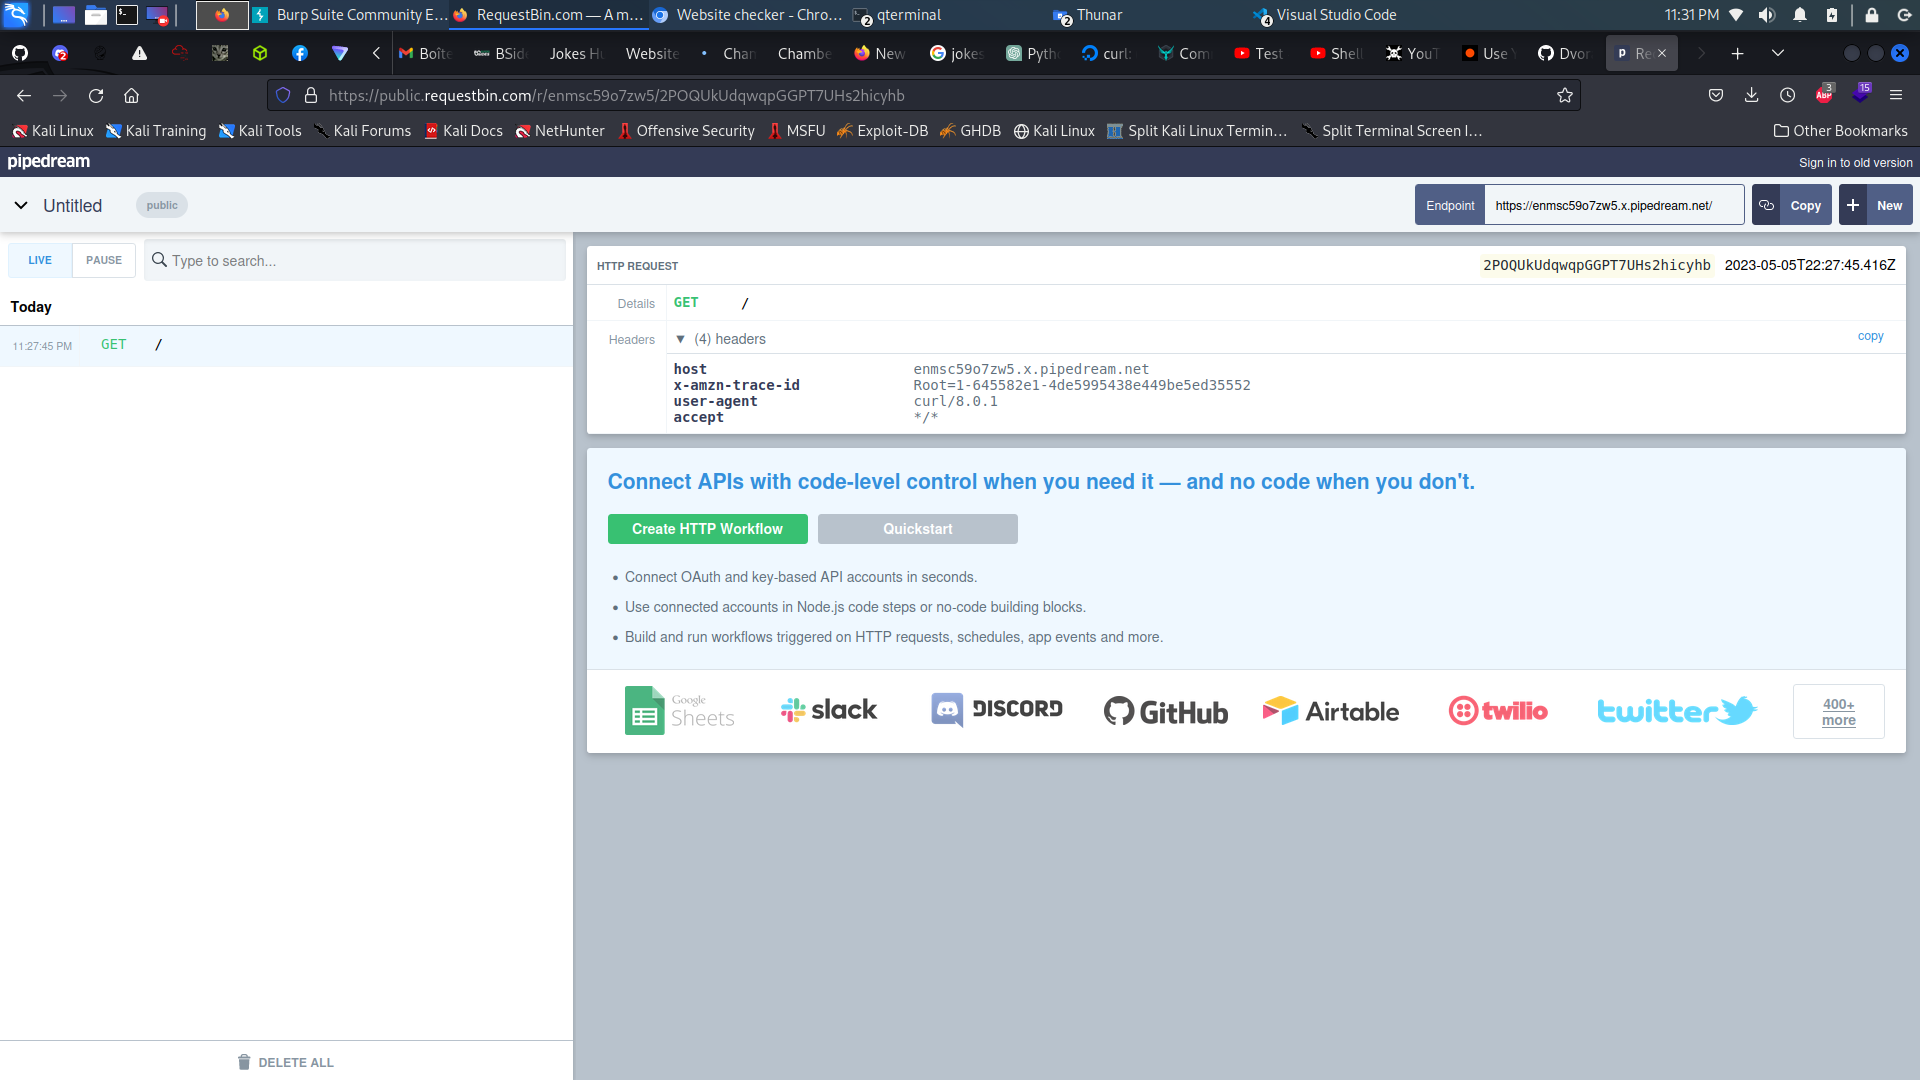 Burp Suite Community E... RequestBin.com — A m... Website checker - Chro... 2 qterminal 2 Thunar 4 Visual Studio Code 11:31 PM
Boîte BSid Jokes H Website • Chan Chambe New jokes Pyth curl: Com Test Shell YouT Use Dvor Re
https://public.requestbin.com/r/enmsc59o7zw5/2POQUkUdqwqpGGPT7UHs2hicyhb ABP 3 15
Kali Linux Kali Training Kali Tools Kali Forums Kali Docs NetHunter Offensive Security MSFU Exploit-DB GHDB Kali Linux Split Kali Linux Termin... Split Terminal Screen I... Other Bookmarks
pipedream Sign in to old version
Untitled public Endpoint https://enmsc59o7zw5.x.pipedream.net/ Copy New
LIVE PAUSE Type to search...
Today
11:27:45 PM GET /
DELETE ALL
HTTP REQUEST 2POQUkUdqwqpGGPT7UHs2hicyhb 2023-05-05T22:27:45.416Z
Details GET /
Headers ▼ (4) headers copy
host enmsc59o7zw5.x.pipedream.net
x-amzn-trace-id Root=1-645582e1-4de5995438e449be5ed35552
user-agent curl/8.0.1
accept */*
Connect APIs with code-level control when you need it — and no code when you don't.
Create HTTP Workflow Quickstart
• Connect OAuth and key-based API accounts in seconds.
• Use connected accounts in Node.js code steps or no-code building blocks.
• Build and run workflows triggered on HTTP requests, schedules, app events and more.
Google Sheets slack DISCORD GitHub Airtable twilio twitter 400+ more